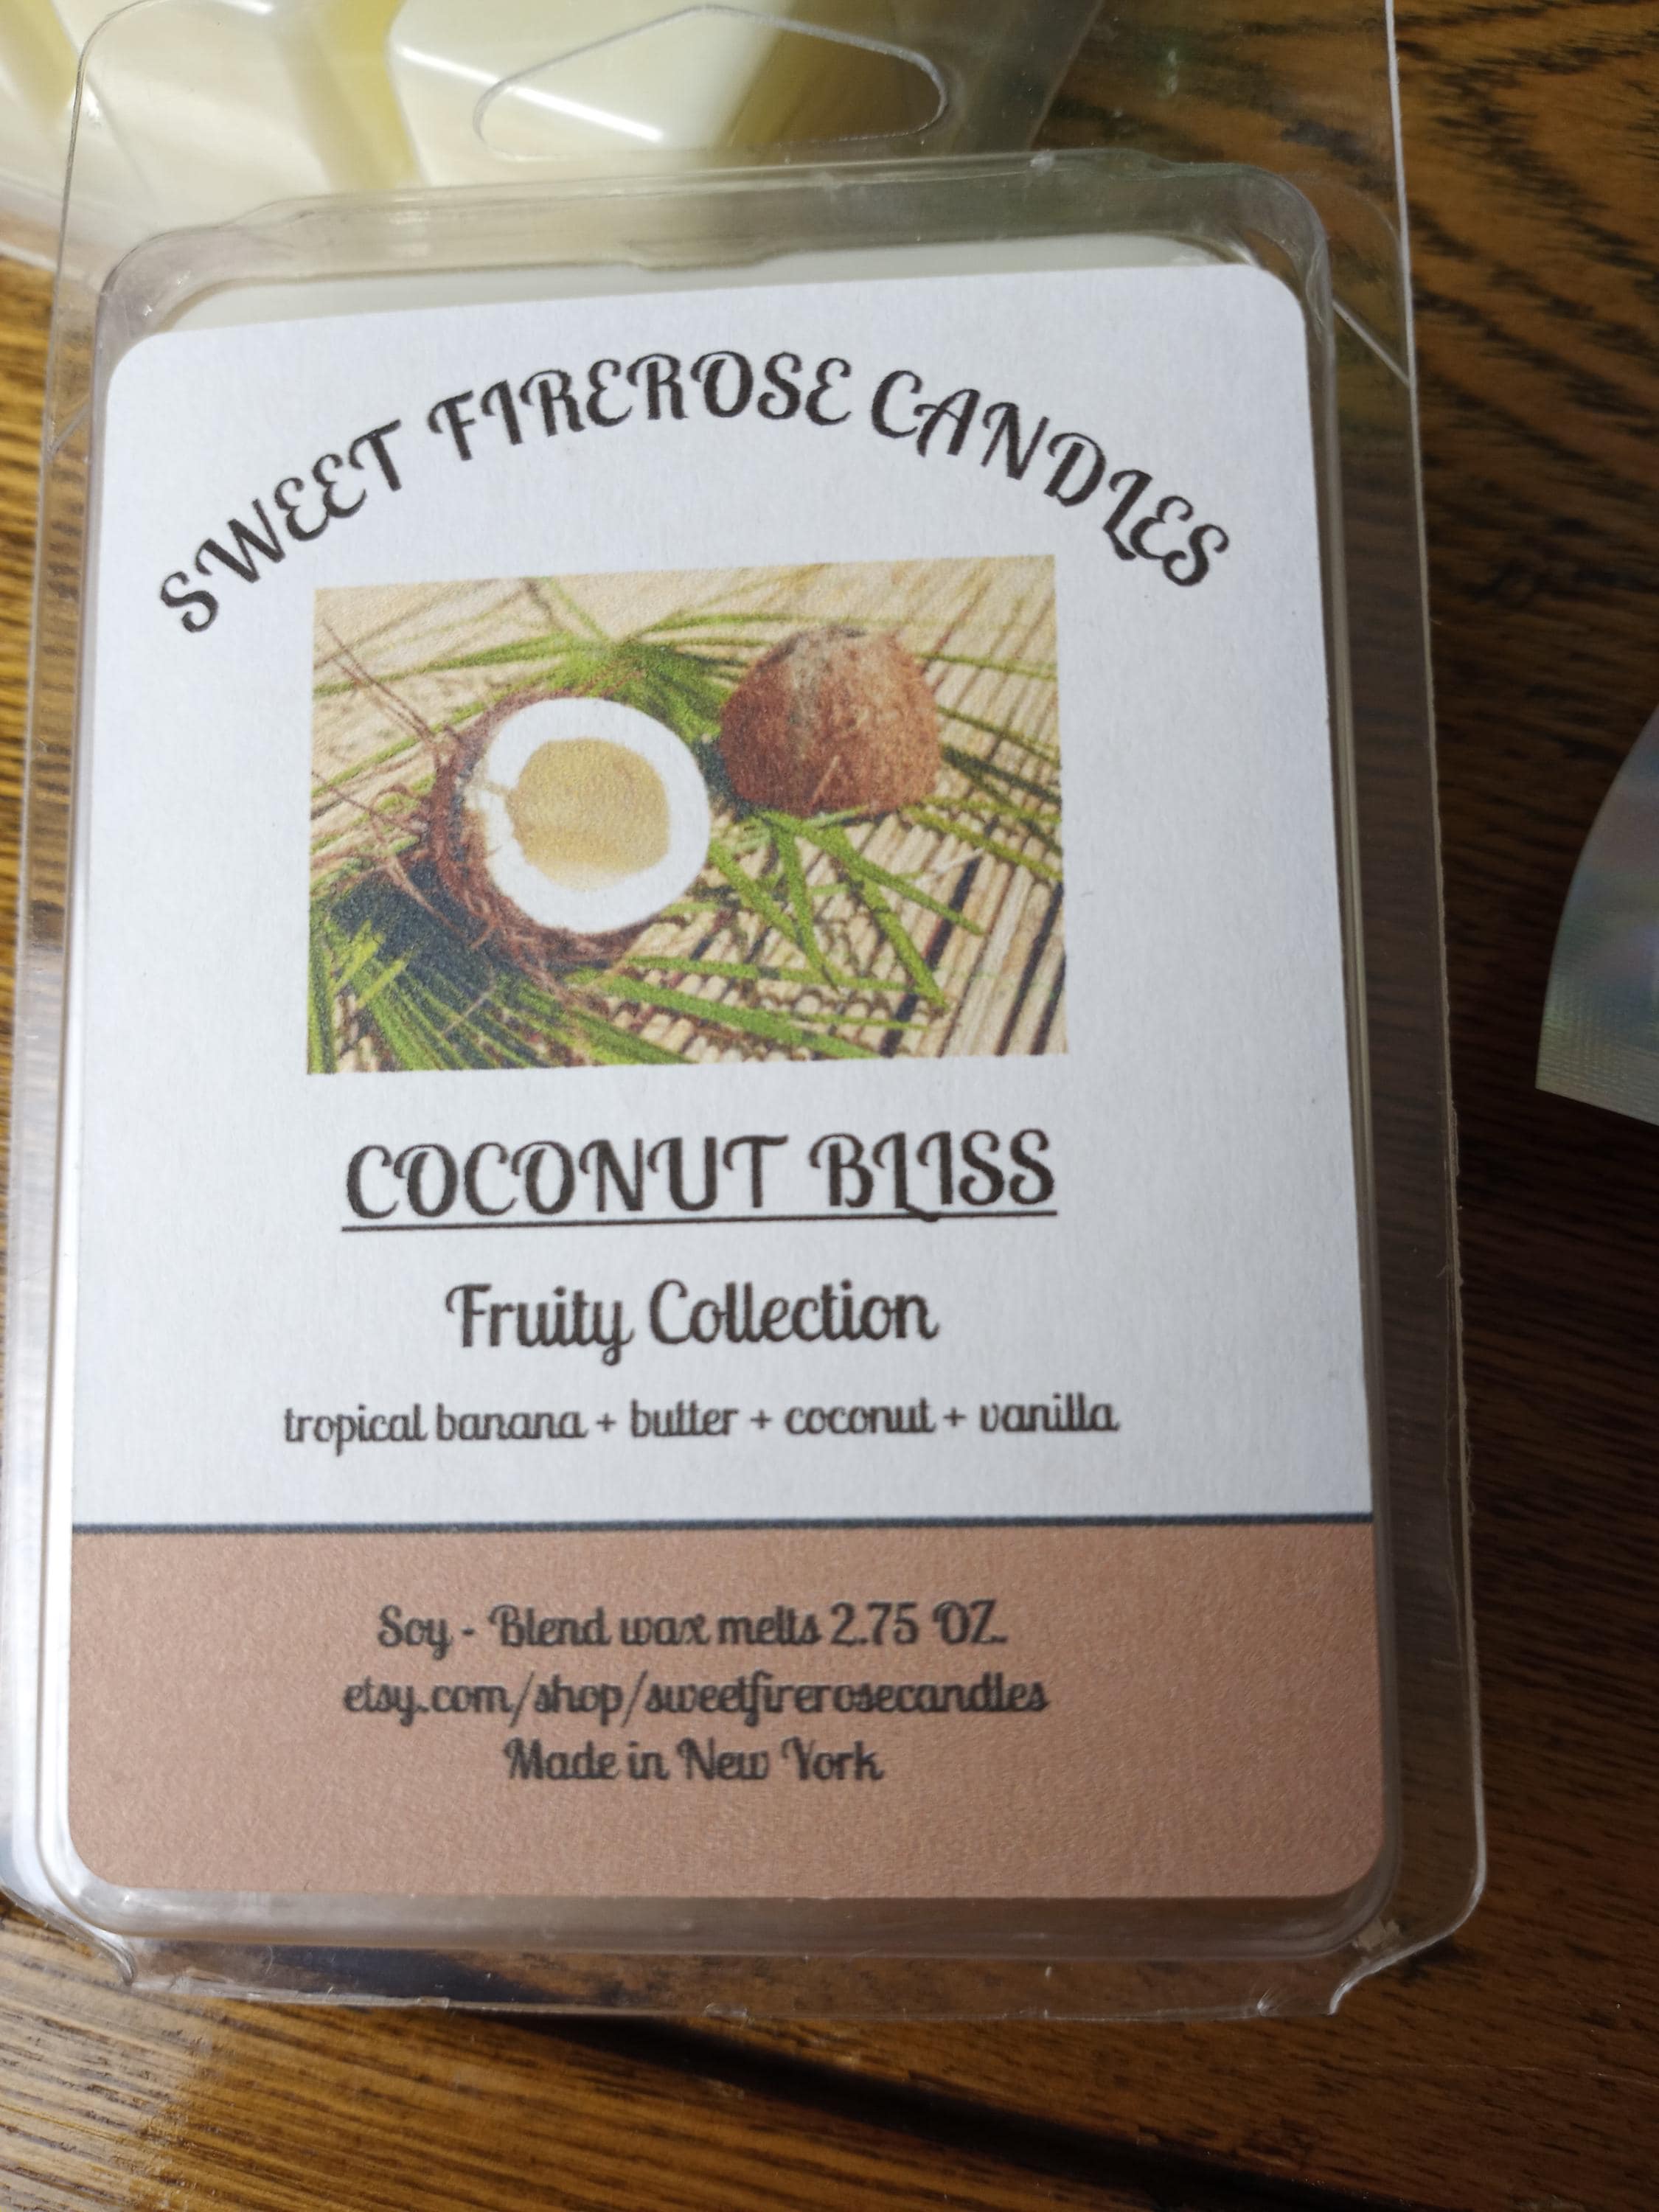 SWEET FIREROSE CANDLES
COCONUT BLISS
Fruity Collection
tropical banana + butter + coconut + vanilla
Soy - Blend wax melts 2.75 OZ.
etsy.com/shop/sweetfirerosecandles
Made in New York